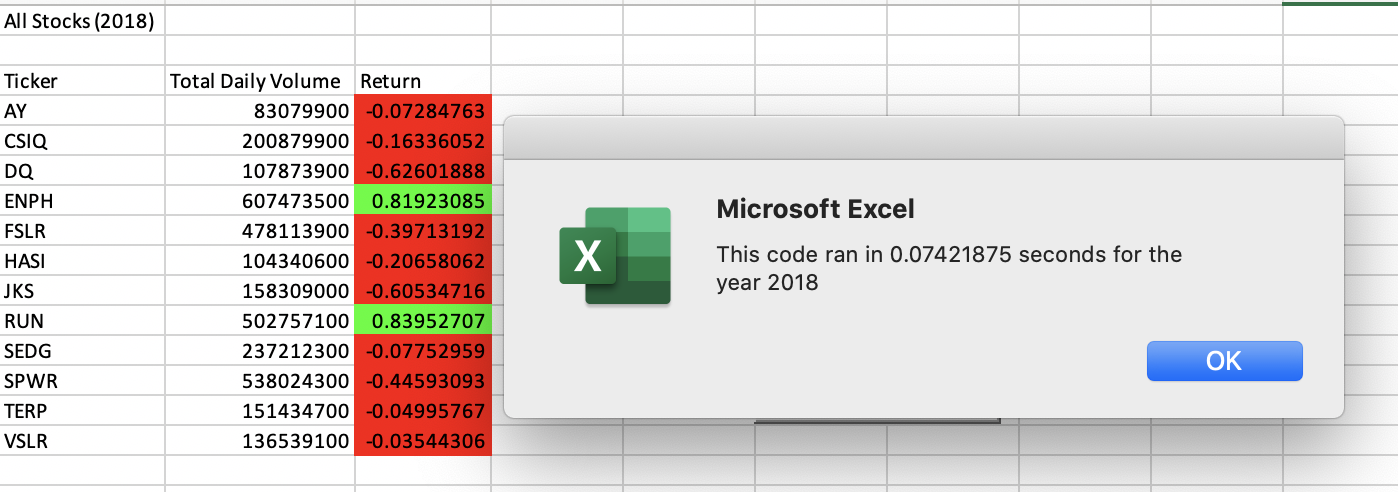 All Stocks (2018)
Ticker Total Daily Volume Return
AY 83079900 -0.07284763
CSIQ 200879900 -0.16336052
DQ 107873900 -0.62601888
ENPH 607473500 0.81923085
FSLR 478113900 -0.39713192
HASI 104340600 -0.20658062
JKS 158309000 -0.60534716
RUN 502757100 0.83952707
SEDG 237212300 -0.07752959
SPWR 538024300 -0.44593093
TERP 151434700 -0.04995767
VSLR 136539100 -0.03544306
X
Microsoft Excel
This code ran in 0.07421875 seconds for the
year 2018
OK